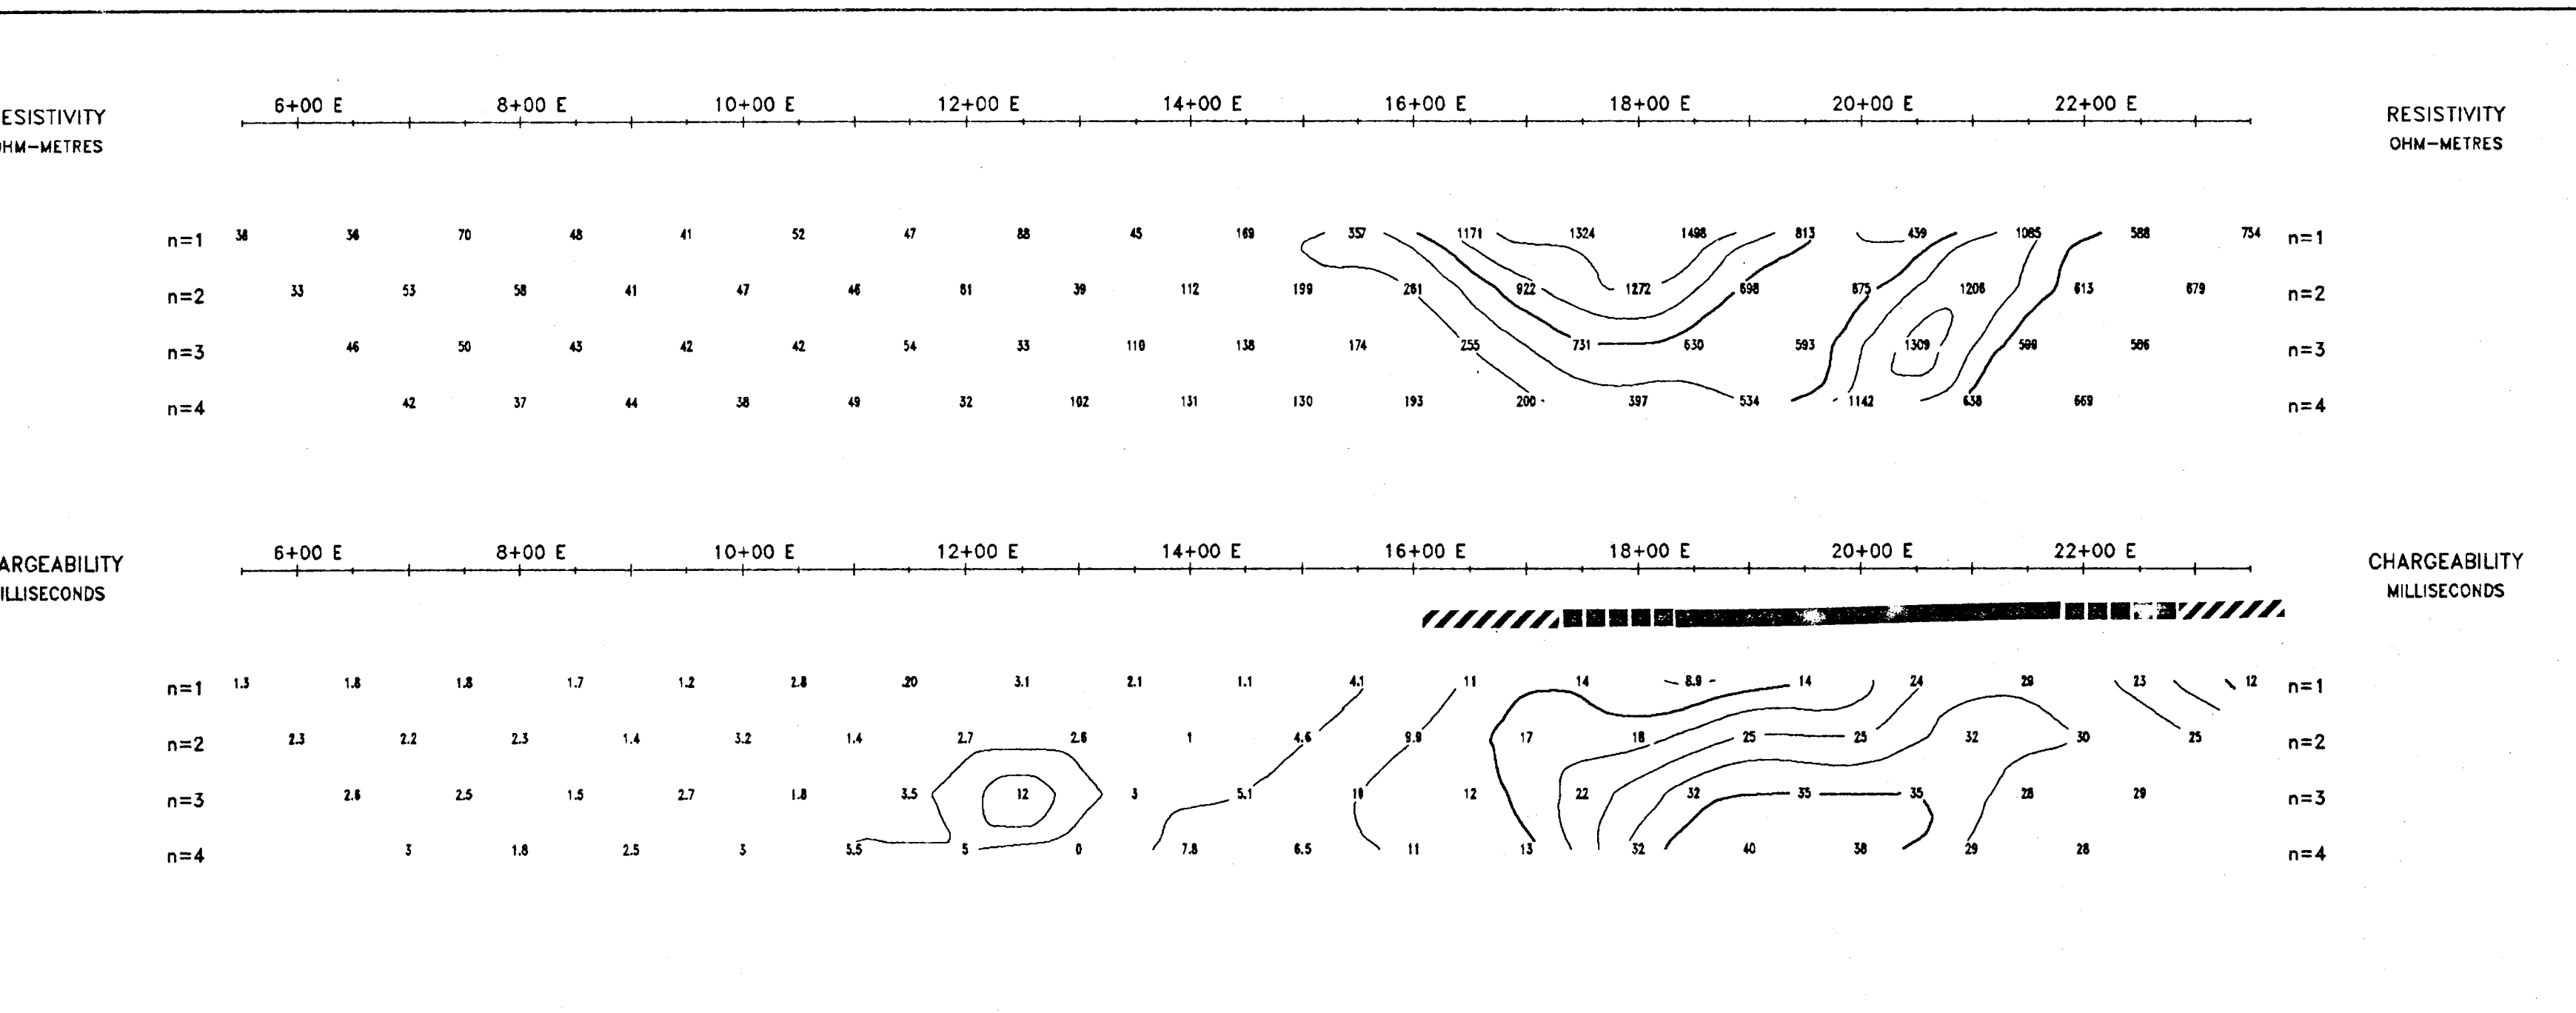 6+00 E 8+00 E 10+00 E 12+00 E 14+00 E 16+00 E 18+00 E 20+00 E 22+00 E
ESISTIVITY RESISTIVITY
OHM-METRES OHM-METRES
n=1 38 36 70 48 41 52 47 88 45 169 357 1171 1324 1498 813 439 1085 588 754 n=1
n=2 33 53 58 41 47 46 81 39 112 199 261 922 1272 698 875 1206 613 679 n=2
n=3 46 50 43 42 42 54 33 110 138 174 255 731 630 593 1309 599 586 n=3
n=4 42 37 44 38 49 32 102 131 130 193 200 397 534 1142 638 669 n=4
6+00 E 8+00 E 10+00 E 12+00 E 14+00 E 16+00 E 18+00 E 20+00 E 22+00 E
ARGEABILITY CHARGEABILITY
ILLISECONDS MILLISECONDS
n=1 1.3 1.8 1.8 1.7 1.2 2.8 .20 3.1 2.1 1.1 4.1 11 14 8.9 14 24 29 23 12 n=1
n=2 2.3 2.2 2.3 1.4 3.2 1.4 2.7 2.6 1 4.6 9.9 17 18 25 25 32 30 25 n=2
n=3 2.6 2.5 1.5 2.7 1.8 3.5 12 3 5.1 10 12 22 32 35 35 28 29 n=3
n=4 3 1.8 2.5 3 5.5 5 0 7.8 6.5 11 13 32 40 38 29 28 n=4